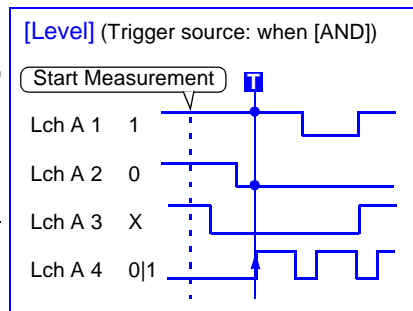 [Level] (Trigger source: when [AND])
Start Measurement
T
Lch A 1 1
Lch A 2 0
Lch A 3 X
Lch A 4 0|1